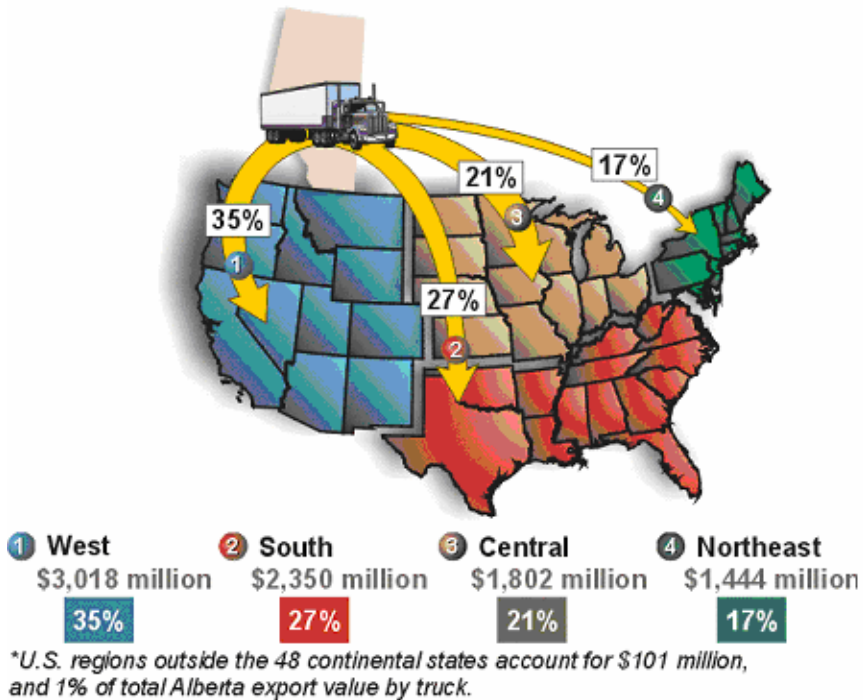 17%
21%
4
35%
3
1
27%
2
1 West
2 South
3 Central
4 Northeast
$3,018 million
$2,350 million
$1,802 million
$1,444 million
35%
27%
21%
17%
*U.S. regions outside the 48 continental states account for $101 million,
and 1% of total Alberta export value by truck.